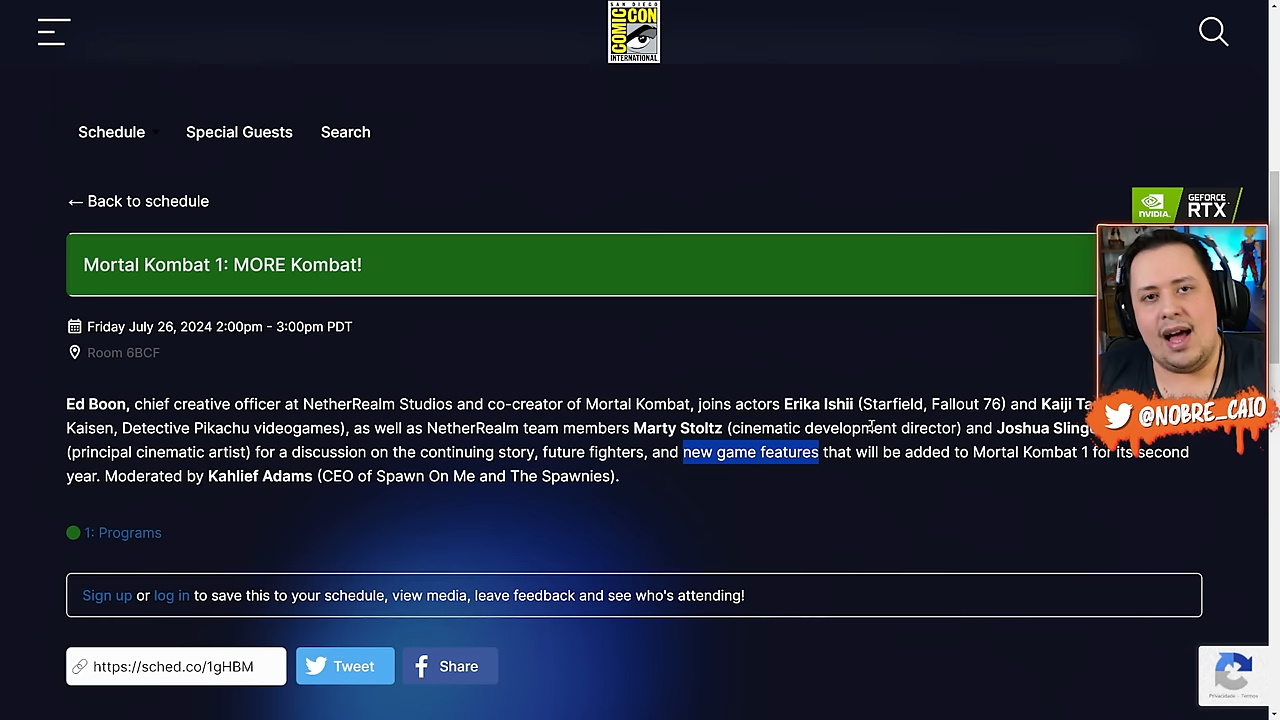 SAN DIEGO
COMIC
CON
INTERNATIONAL
Schedule
Special Guests
Search
← Back to schedule
NVIDIA.
GEFORCE
RTX
Mortal Kombat 1: MORE Kombat!
Friday July 26, 2024 2:00pm - 3:00pm PDT
Room 6BCF
Ed Boon, chief creative officer at NetherRealm Studios and co-creator of Mortal Kombat, joins actors Erika Ishii (Starfield, Fallout 76) and Kaiji
Kaisen, Detective Pikachu videogames), as well as NetherRealm team members Marty Stoltz (cinematic development director) and Joshua
(principal cinematic artist) for a discussion on the continuing story, future fighters, and new game features that will be added to Mortal Kombat 1 for its second
year. Moderated by Kahlief Adams (CEO of Spawn On Me and The Spawnies).
@NOBRE_CAIO
1: Programs
Sign up or log in to save this to your schedule, view media, leave feedback and see who's attending!
https://sched.co/1gHBM
Tweet
Share
Privacidade - Termos